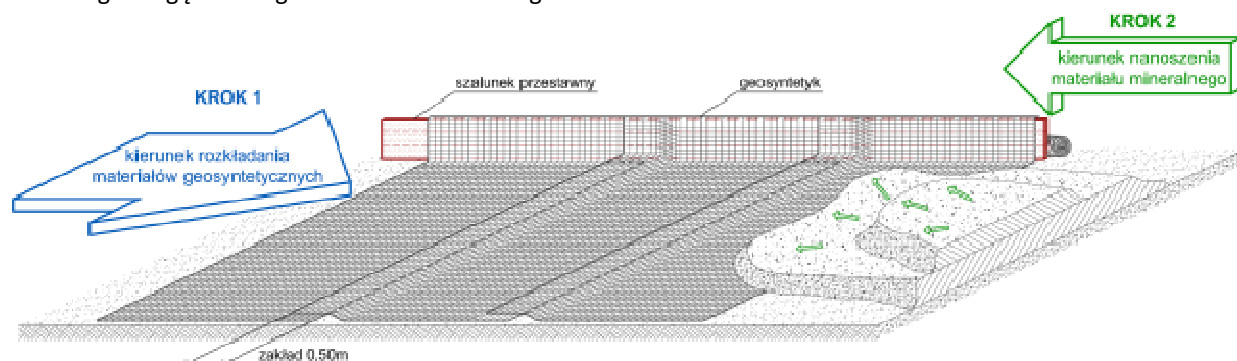 KROK 2
kierunek nanoszenia
materiału mineralnego
szalunek przestawny
geosyntetyk
KROK 1
kierunek rozkładania
materiałów geosyntetycznych
zakład 0,50m